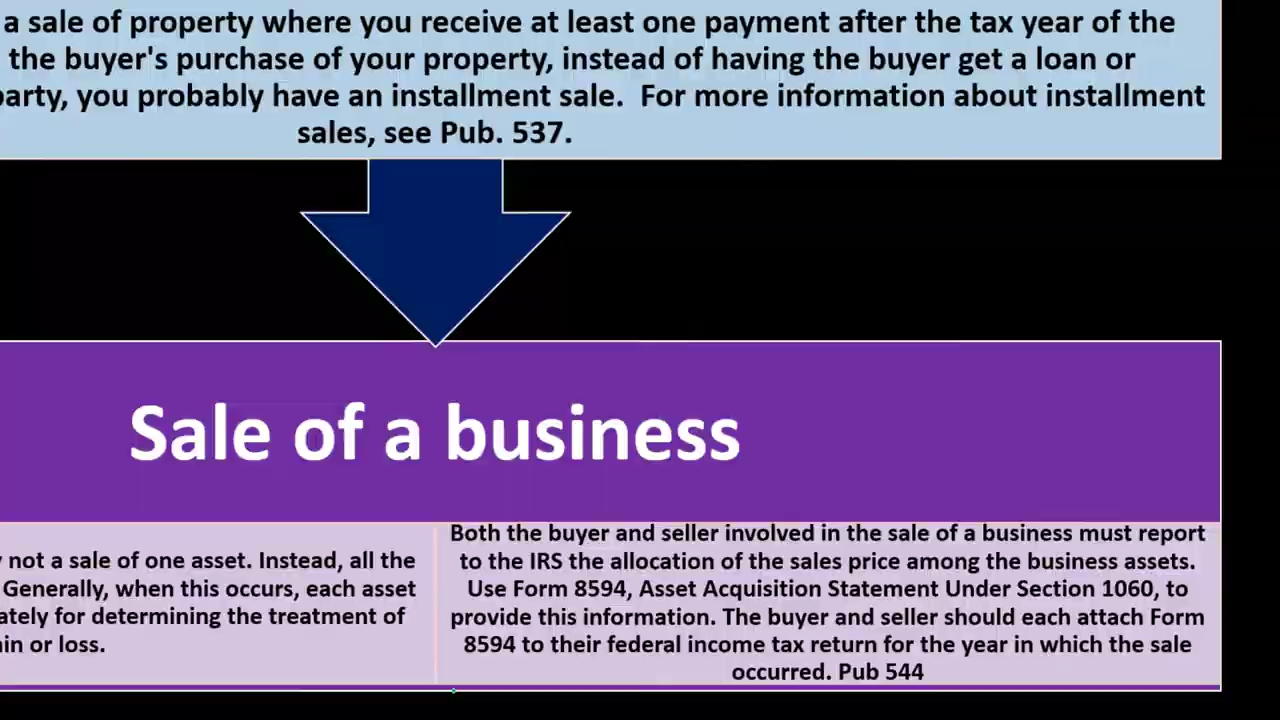 a sale of property where you receive at least one payment after the tax year of the
the buyer's purchase of your property, instead of having the buyer get a loan or
party, you probably have an installment sale.  For more information about installment
sales, see Pub. 537.
Sale of a business
not a sale of one asset. Instead, all the
Generally, when this occurs, each asset
ately for determining the treatment of
in or loss.
Both the buyer and seller involved in the sale of a business must report
to the IRS the allocation of the sales price among the business assets.
Use Form 8594, Asset Acquisition Statement Under Section 1060, to
provide this information. The buyer and seller should each attach Form
8594 to their federal income tax return for the year in which the sale
occurred. Pub 544